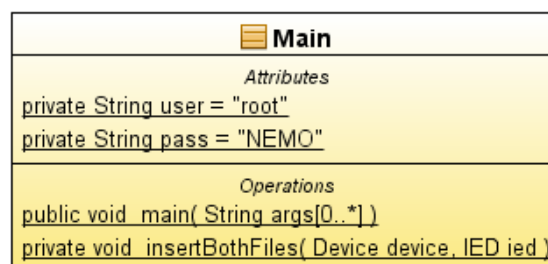 Main
Attributes
private String user = "root"
private String pass = "NEMO"
Operations
public void main( String args[0..*] )
private void insertBothFiles( Device device, IED ied )